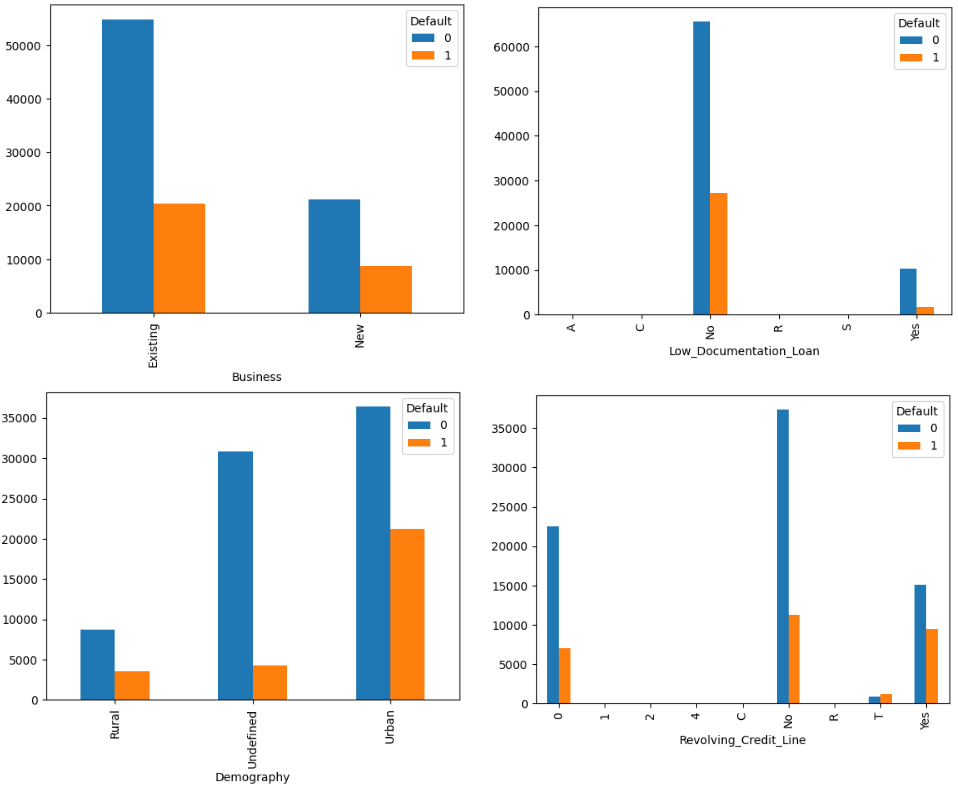 Default
0
1
50000
40000
30000
20000
10000
0
Existing
New
Business
Default
0
1
60000
50000
40000
30000
20000
10000
0
A
C
No
R
S
Yes
Low_Documentation_Loan
Default
0
1
35000
30000
25000
20000
15000
10000
5000
0
Rural
Undefined
Urban
Demography
Default
0
1
35000
30000
25000
20000
15000
10000
5000
0
0
1
2
4
C
No
R
T
Yes
Revolving_Credit_Line